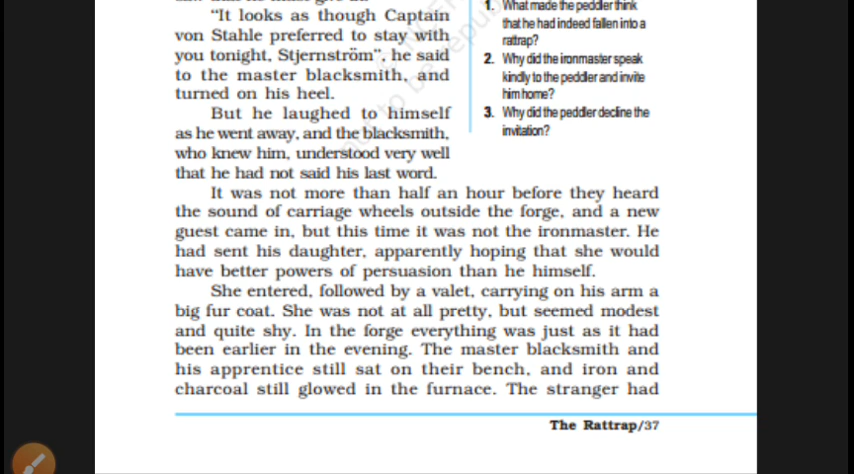 "It looks as though Captain
von Stahle preferred to stay with
you tonight, Stjernström", he said
to the master blacksmith, and
turned on his heel.
But he laughed to himself
as he went away, and the blacksmith,
who knew him, understood very well
that he had not said his last word.
1. What made the peddler think
that he had indeed fallen into a
rattrap?
2. Why did the ironmaster speak
kindly to the peddler and invite
him home?
3. Why did the peddler decline the
invitation?
It was not more than half an hour before they heard
the sound of carriage wheels outside the forge, and a new
guest came in, but this time it was not the ironmaster. He
had sent his daughter, apparently hoping that she would
have better powers of persuasion than he himself.
She entered, followed by a valet, carrying on his arm a
big fur coat. She was not at all pretty, but seemed modest
and quite shy. In the forge everything was just as it had
been earlier in the evening. The master blacksmith and
his apprentice still sat on their bench, and iron and
charcoal still glowed in the furnace. The stranger had
The Rattrap/37